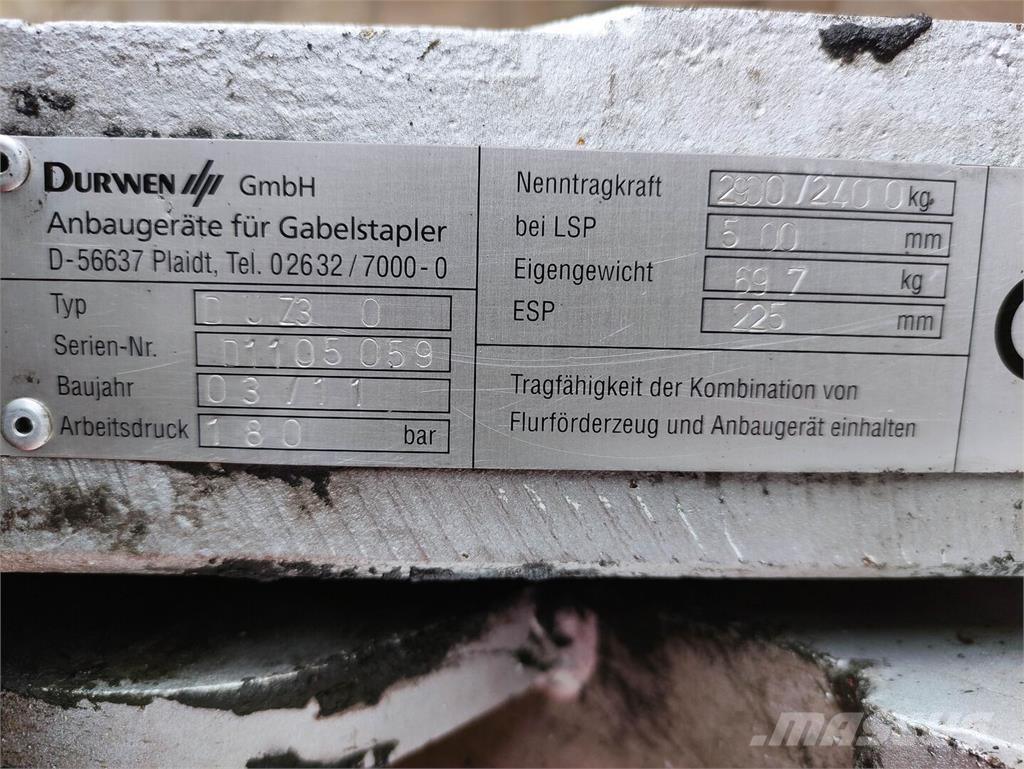 DURWEN GmbH
Anbaugeräte für Gabelstapler
D-56637 Plaidt, Tel. 02632/7000-0
Typ
Serien-Nr. D1105059
Baujahr 03/11
Arbeitsdruck 180 bar
Nenntragkraft 2900/2400 kg
bei LSP 500 mm
Eigengewicht 697 kg
ESP 225 mm
Tragfähigkeit der Kombination von
Flurförderzeug und Anbaugerät einhalten
MASCUS